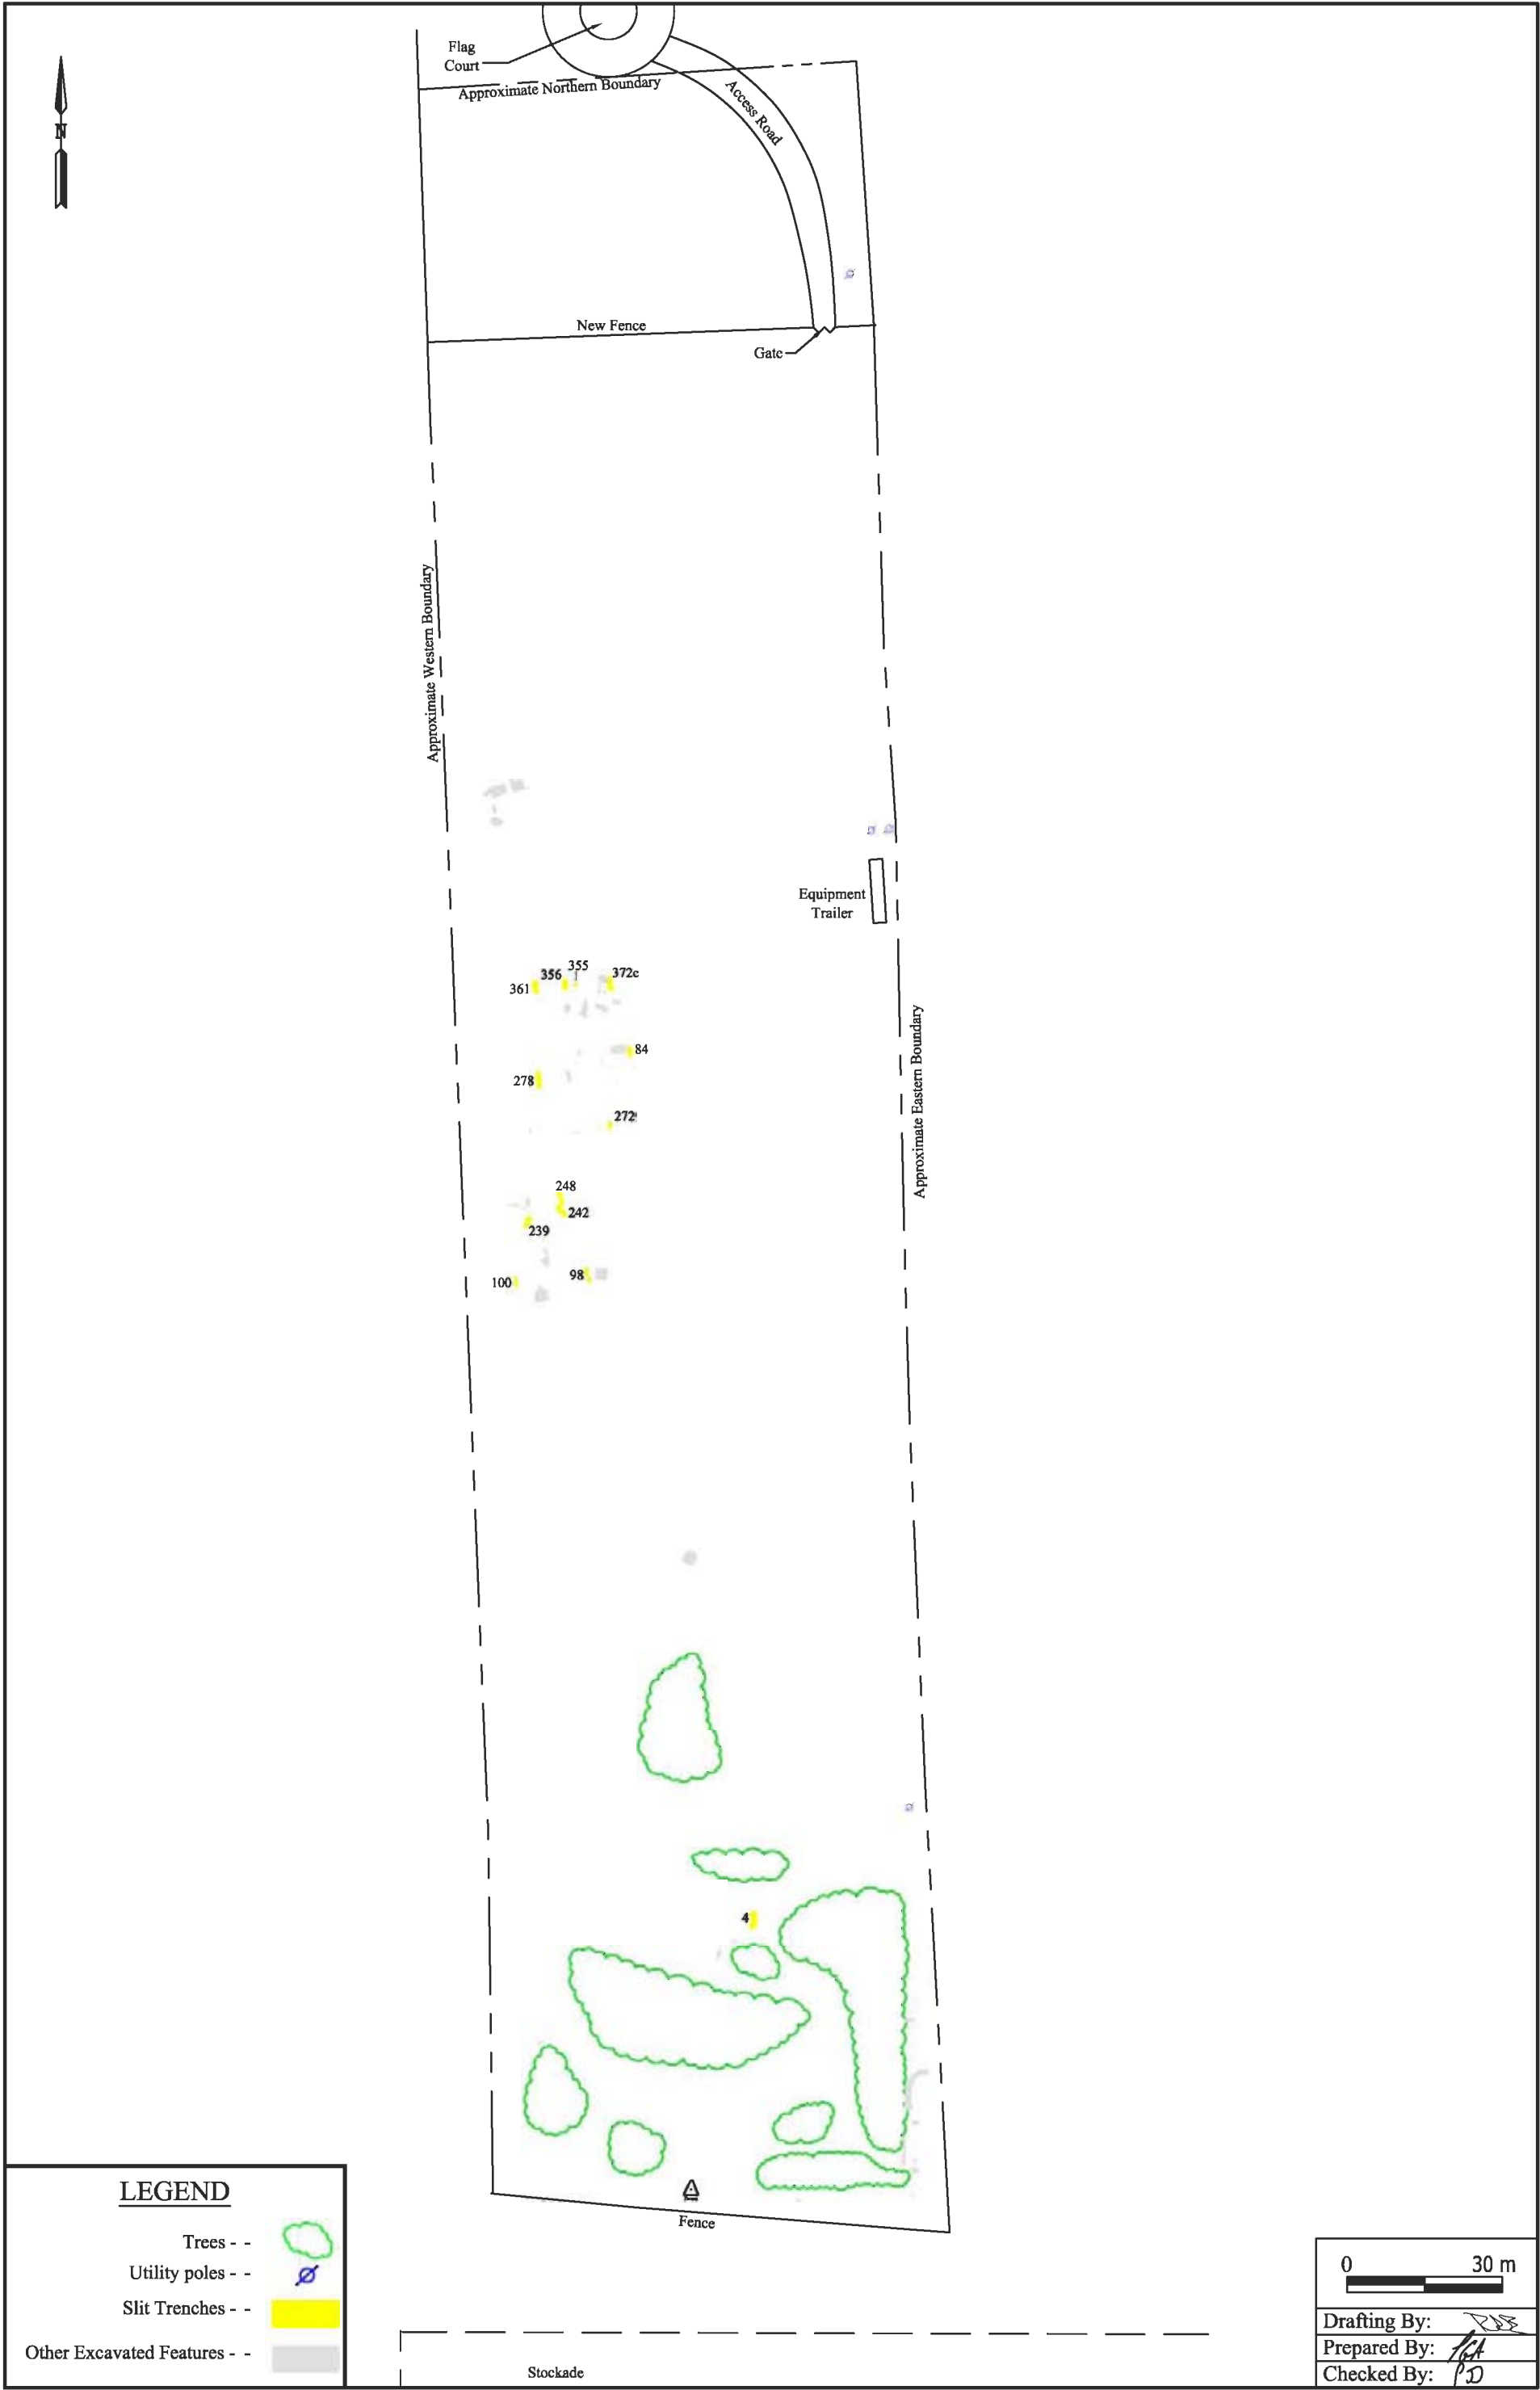 Flag
Court
Approximate Northern Boundary
Access Road
N
New Fence
Gate
Approximate Western Boundary
Equipment
Trailer
355
356
372c
361
84
278
272
Approximate Eastern Boundary
248
242
239
98
100
4
Fence
LEGEND
Trees - -
Utility poles - -
Slit Trenches - -
Other Excavated Features - -
Stockade
0 30 m
Drafting By:
Prepared By:
Checked By: